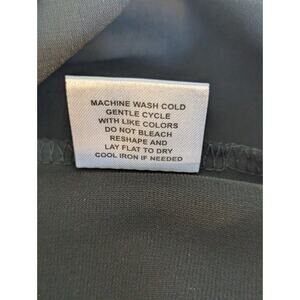 MACHINE WASH COLD
GENTLE CYCLE
WITH LIKE COLORS
DO NOT BLEACH
RESHAPE AND
LAY FLAT TO DRY
COOL IRON IF NEEDED